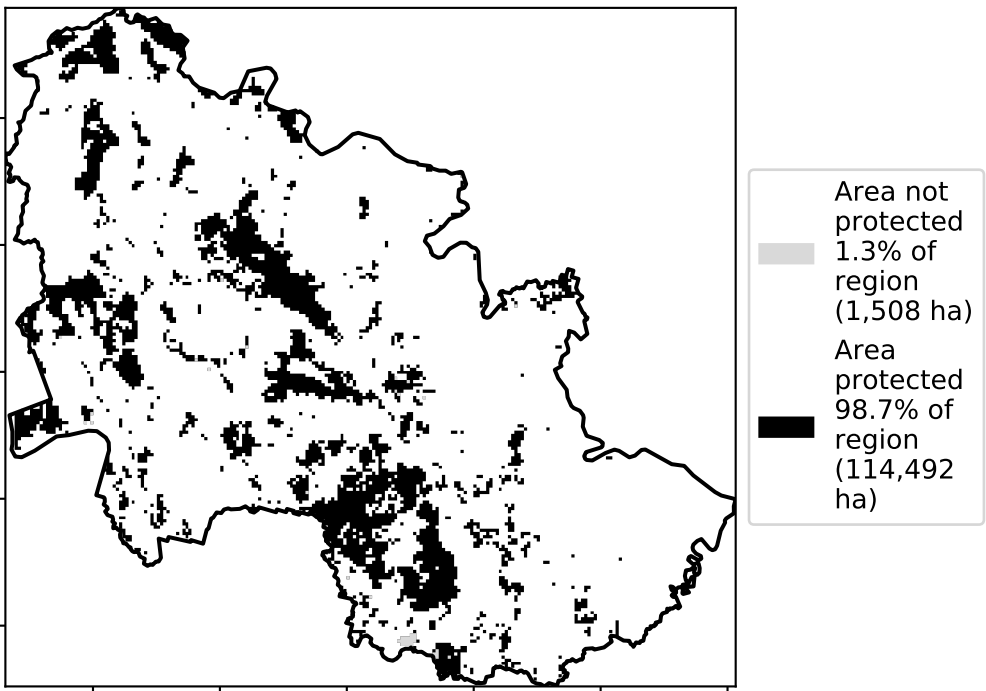 Area not
protected
1.3% of
region
(1,508 ha)
Area
protected
98.7% of
region
(114,492
ha)